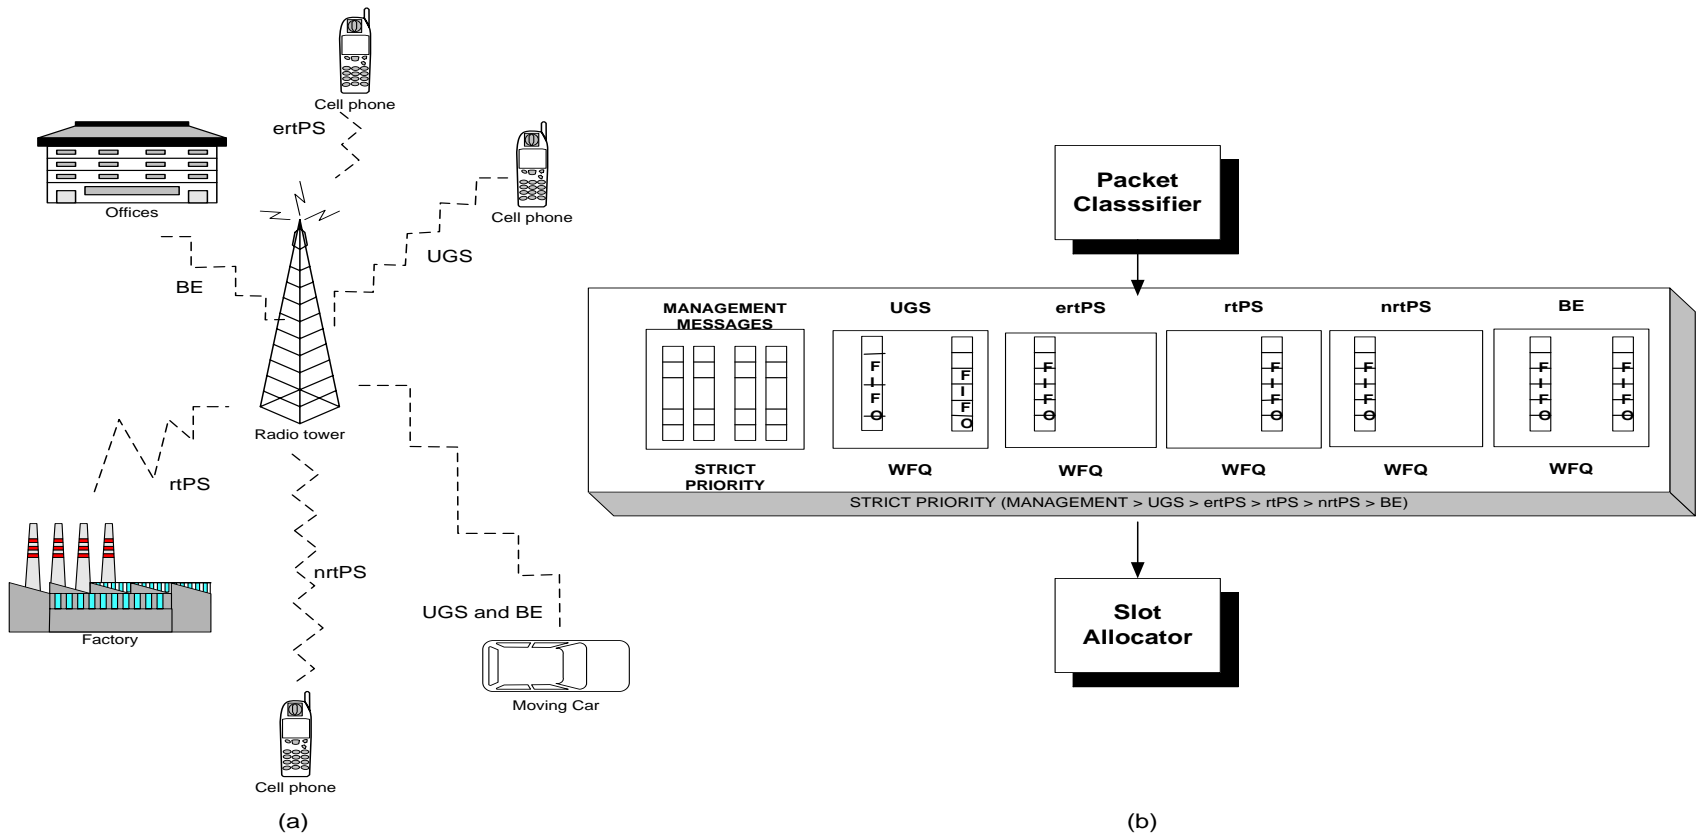 Cell phone
ertPS
Offices
Cell phone
UGS
BE
Radio tower
rtPS
nrtPS
UGS and BE
Factory
Moving Car
Cell phone
(a)
Packet
Classsifier
MANAGEMENT
MESSAGES
UGS
ertPS
rtPS
nrtPS
BE
FIFO
FIFO
FIFO
FIFO
FIFO
FIFO
FIFO
STRICT
PRIORITY
WFQ
WFQ
WFQ
WFQ
WFQ
STRICT PRIORITY (MANAGEMENT > UGS > ertPS > rtPS > nrtPS > BE)
Slot
Allocator
(b)